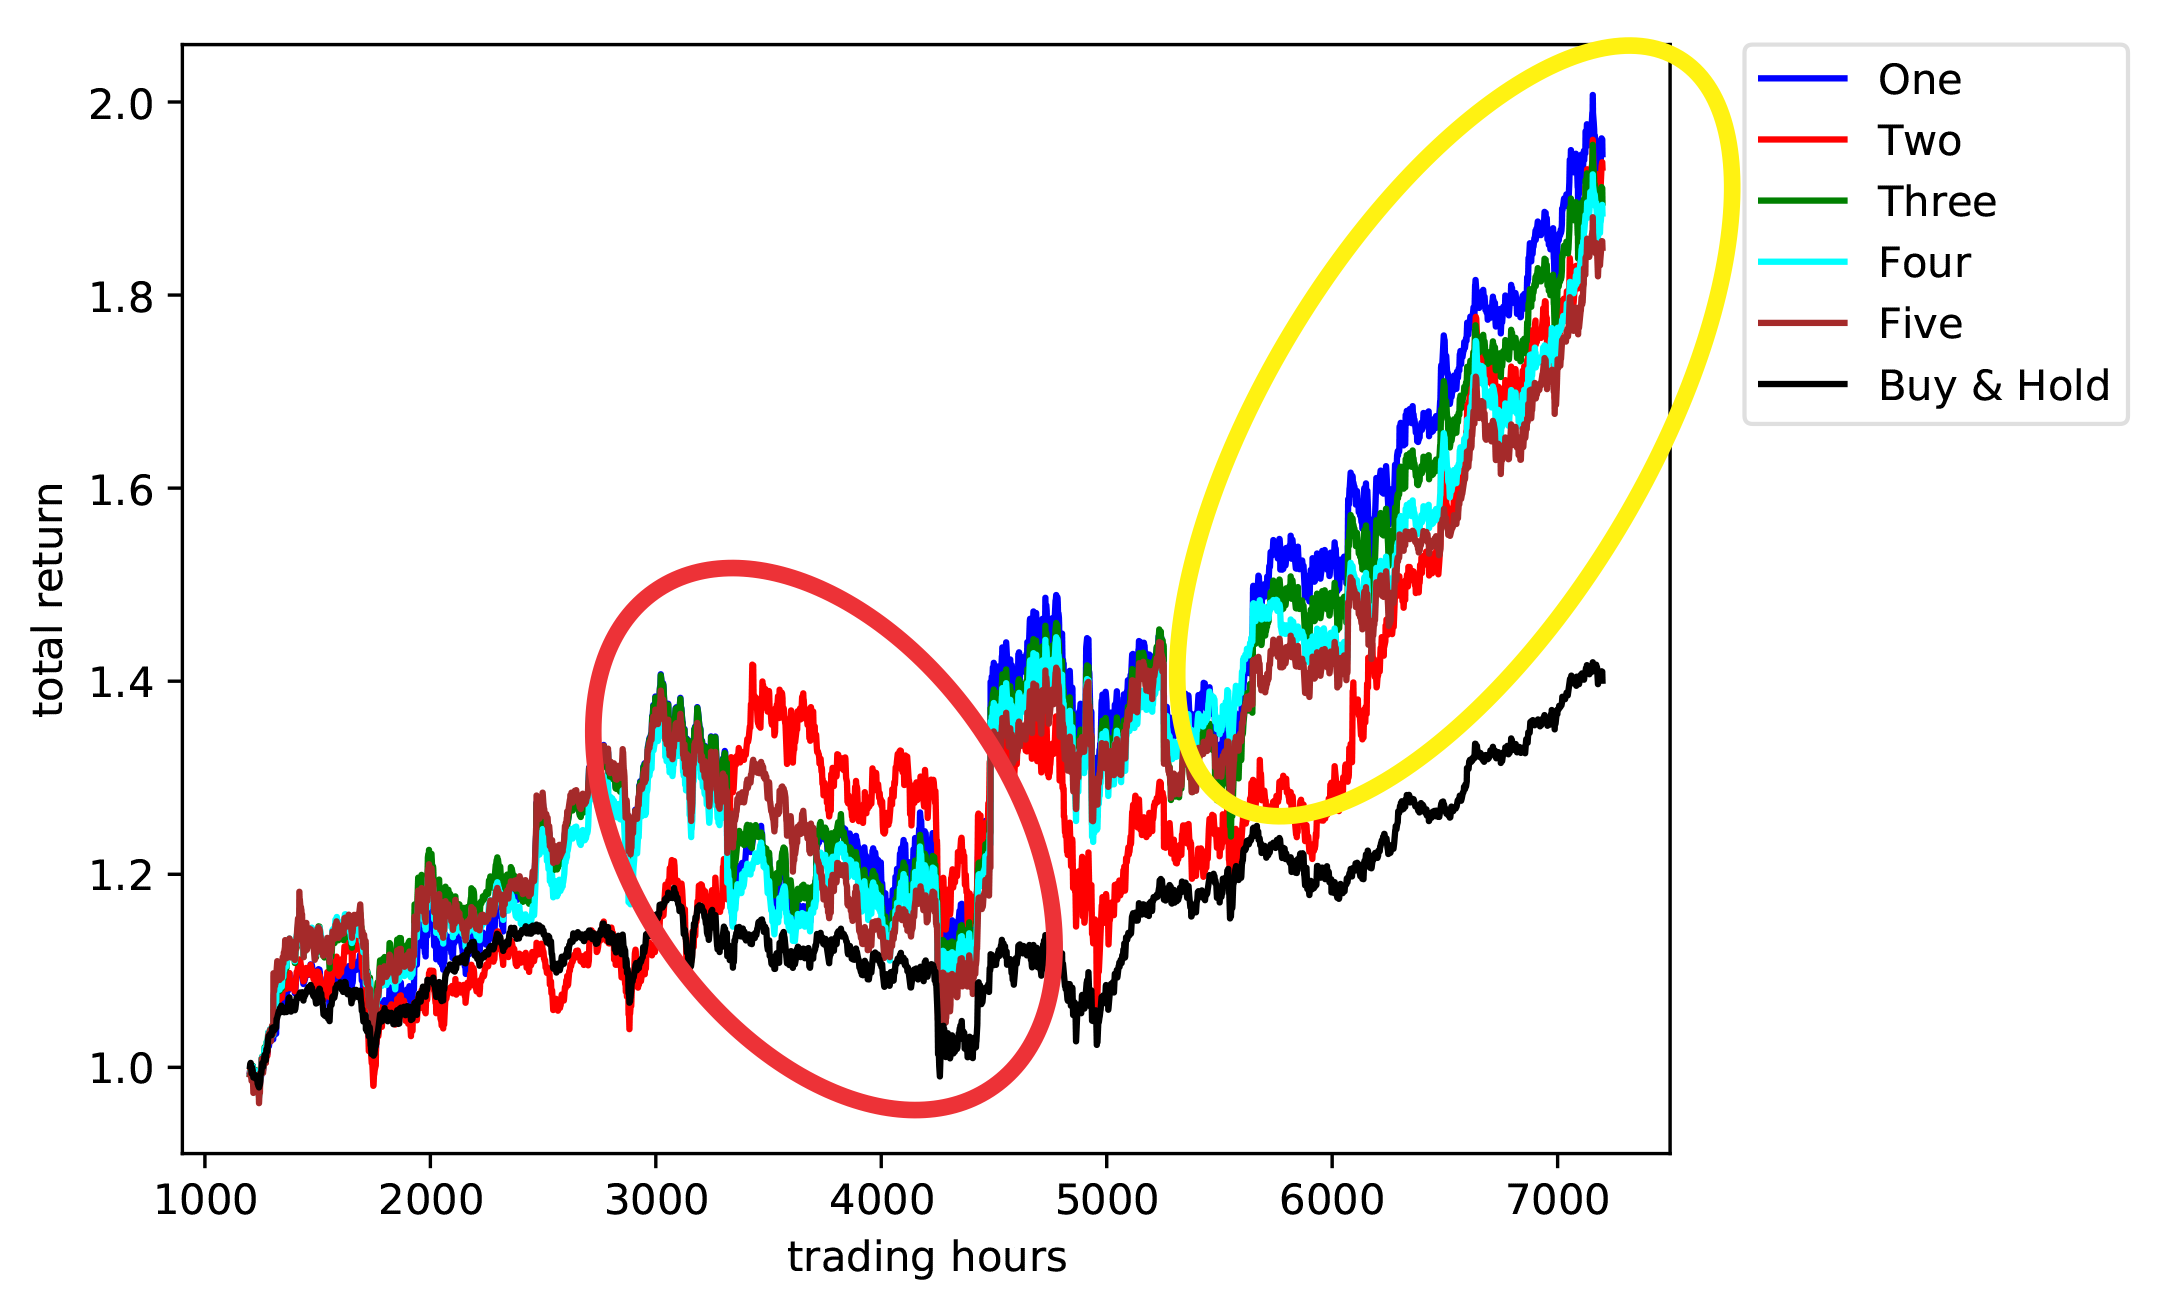 2.0
1.8
1.6
1.4
1.2
1.0
total return
1000 2000 3000 4000 5000 6000 7000
trading hours
One
Two
Three
Four
Five
Buy & Hold